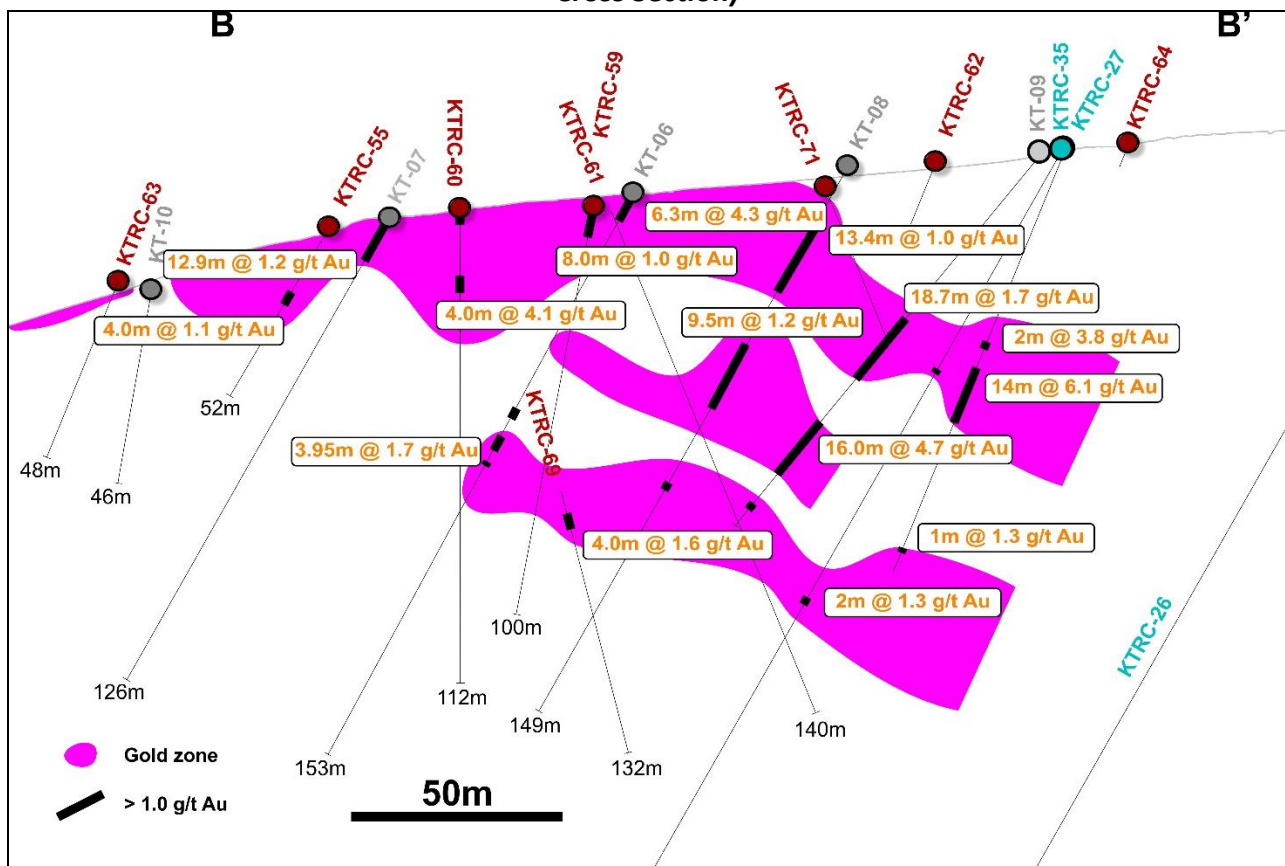 B
B'
KTRC-63
KT-10
KTRC-55
KT-07
KTRC-60
KTRC-61
KTRC-59
KT-06
KTRC-71
KT-08
KTRC-62
KT-09
KTRC-35
KTRC-27
KTRC-64
6.3m @ 4.3 g/t Au
13.4m @ 1.0 g/t Au
12.9m @ 1.2 g/t Au
8.0m @ 1.0 g/t Au
18.7m @ 1.7 g/t Au
4.0m @ 1.1 g/t Au
4.0m @ 4.1 g/t Au
9.5m @ 1.2 g/t Au
2m @ 3.8 g/t Au
14m @ 6.1 g/t Au
52m
KTRC-69
3.95m @ 1.7 g/t Au
16.0m @ 4.7 g/t Au
48m
46m
4.0m @ 1.6 g/t Au
1m @ 1.3 g/t Au
2m @ 1.3 g/t Au
100m
KTRC-26
126m
112m
149m
140m
153m
132m
Gold zone
> 1.0 g/t Au
50m